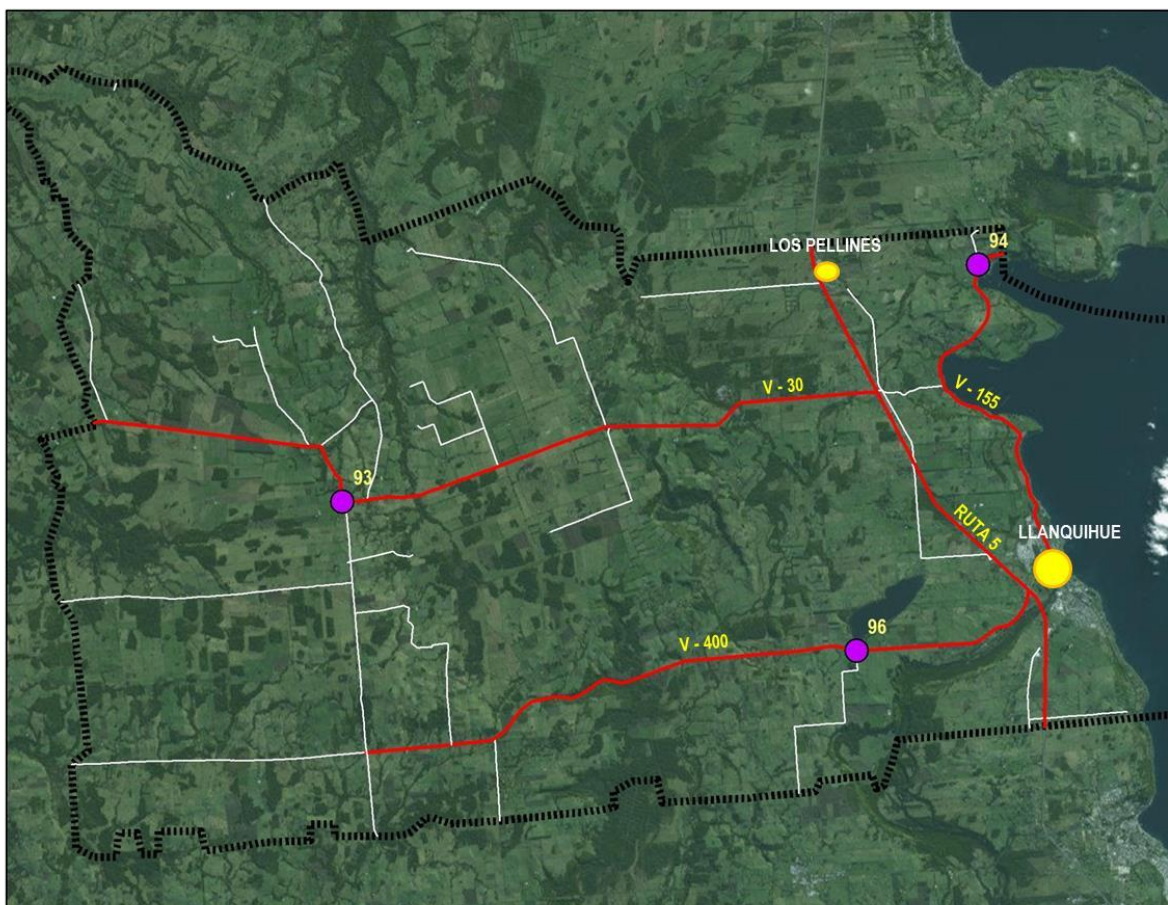 LOS PELLINES
94
V - 30
V - 155
93
RUTA 5
LLANQUIHUE
96
V - 400